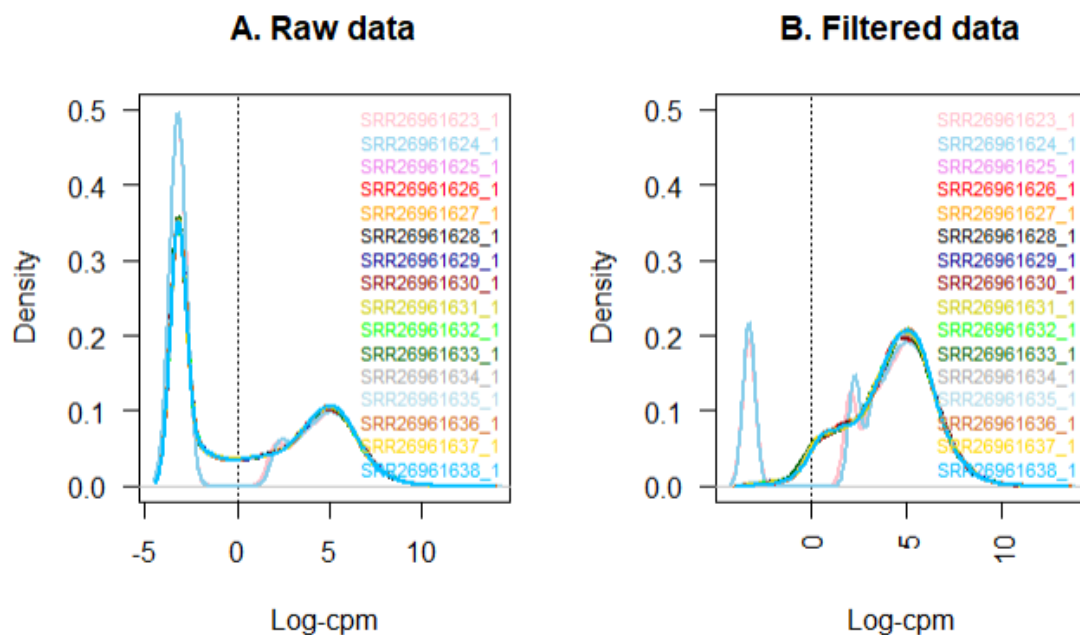 A. Raw data
Density
0.5
0.4
0.3
0.2
0.1
0.0
-5
0
5
10
Log-cpm
SRR26961623_1
SRR26961624_1
SRR26961625_1
SRR26961626_1
SRR26961627_1
SRR26961628_1
SRR26961629_1
SRR26961630_1
SRR26961631_1
SRR26961632_1
SRR26961633_1
SRR26961634_1
SRR26961635_1
SRR26961636_1
SRR26961637_1
SRR26961638_1
B. Filtered data
Density
0.5
0.4
0.3
0.2
0.1
0.0
0
5
10
Log-cpm
SRR26961623_1
SRR26961624_1
SRR26961625_1
SRR26961626_1
SRR26961627_1
SRR26961628_1
SRR26961629_1
SRR26961630_1
SRR26961631_1
SRR26961632_1
SRR26961633_1
SRR26961634_1
SRR26961635_1
SRR26961636_1
SRR26961637_1
SRR26961638_1